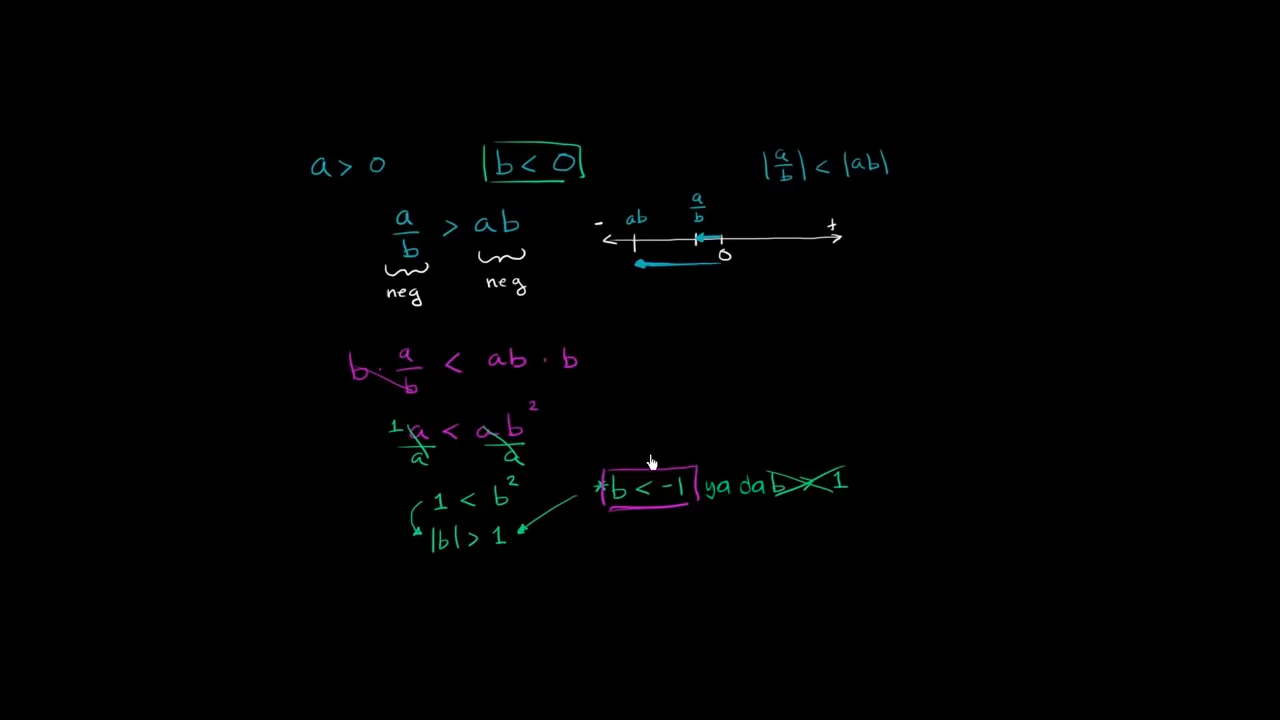 a > 0 b < 0 |a/b| < |ab|
a/b > ab
neg neg
- ab a/b 0 +
b · a/b < ab · b
1 a/a < ab²/a
1 < b² * b < -1 ya da b > 1
|b| > 1